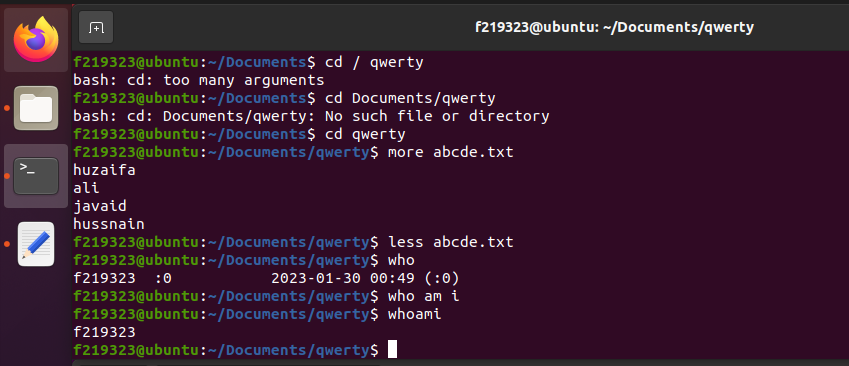 f219323@ubuntu: ~/Documents/qwerty
f219323@ubuntu:~/Documents$ cd / qwerty
bash: cd: too many arguments
f219323@ubuntu:~/Documents$ cd Documents/qwerty
bash: cd: Documents/qwerty: No such file or directory
f219323@ubuntu:~/Documents$ cd qwerty
f219323@ubuntu:~/Documents/qwerty$ more abcde.txt
huzaifa
ali
javaid
hussnain
f219323@ubuntu:~/Documents/qwerty$ less abcde.txt
f219323@ubuntu:~/Documents/qwerty$ who
f219323  :0           2023-01-30 00:49 (:0)
f219323@ubuntu:~/Documents/qwerty$ who am i
f219323@ubuntu:~/Documents/qwerty$ whoami
f219323
f219323@ubuntu:~/Documents/qwerty$